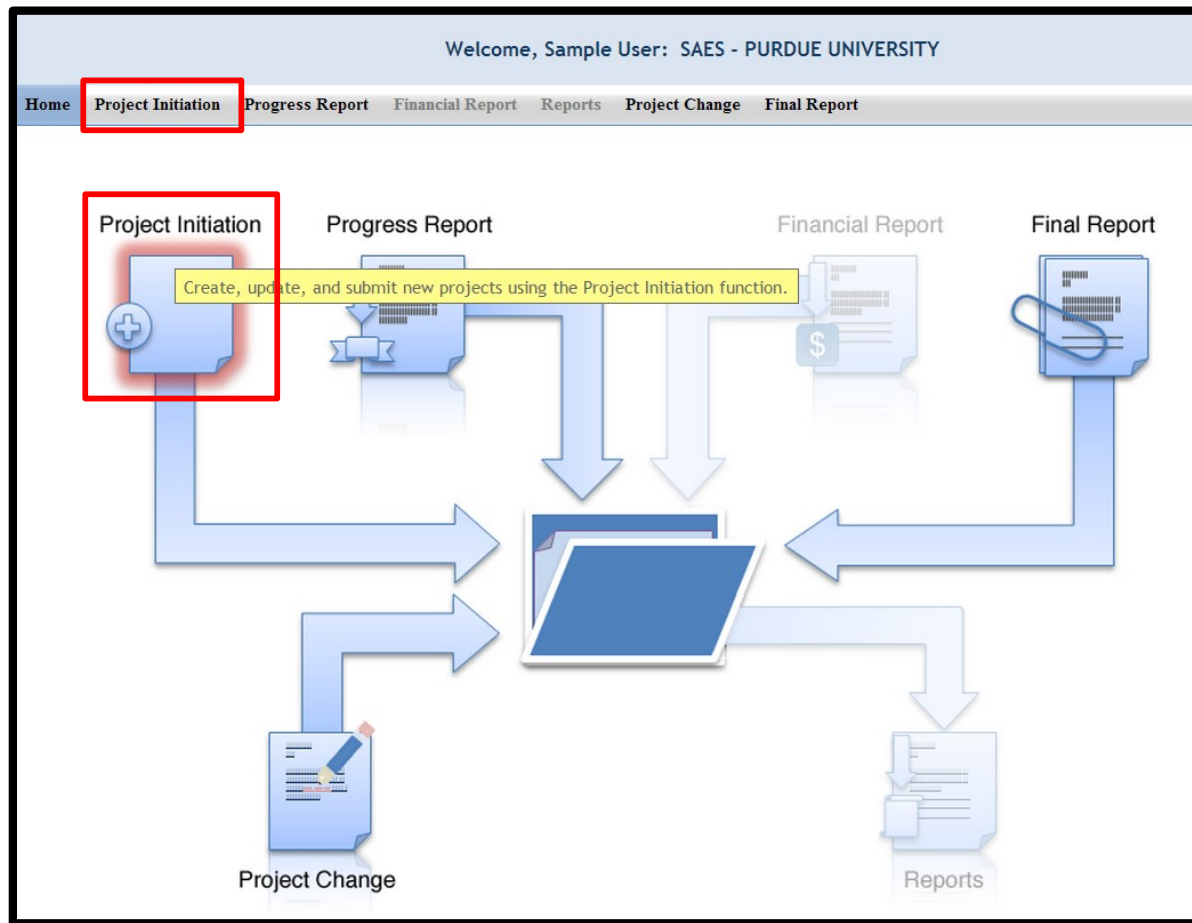 Welcome, Sample User: SAES - PURDUE UNIVERSITY
Home Project Initiation Progress Report Financial Report Reports Project Change Final Report
Project Initiation Progress Report Financial Report Final Report
Create, update, and submit new projects using the Project Initiation function.
$
Project Change Reports